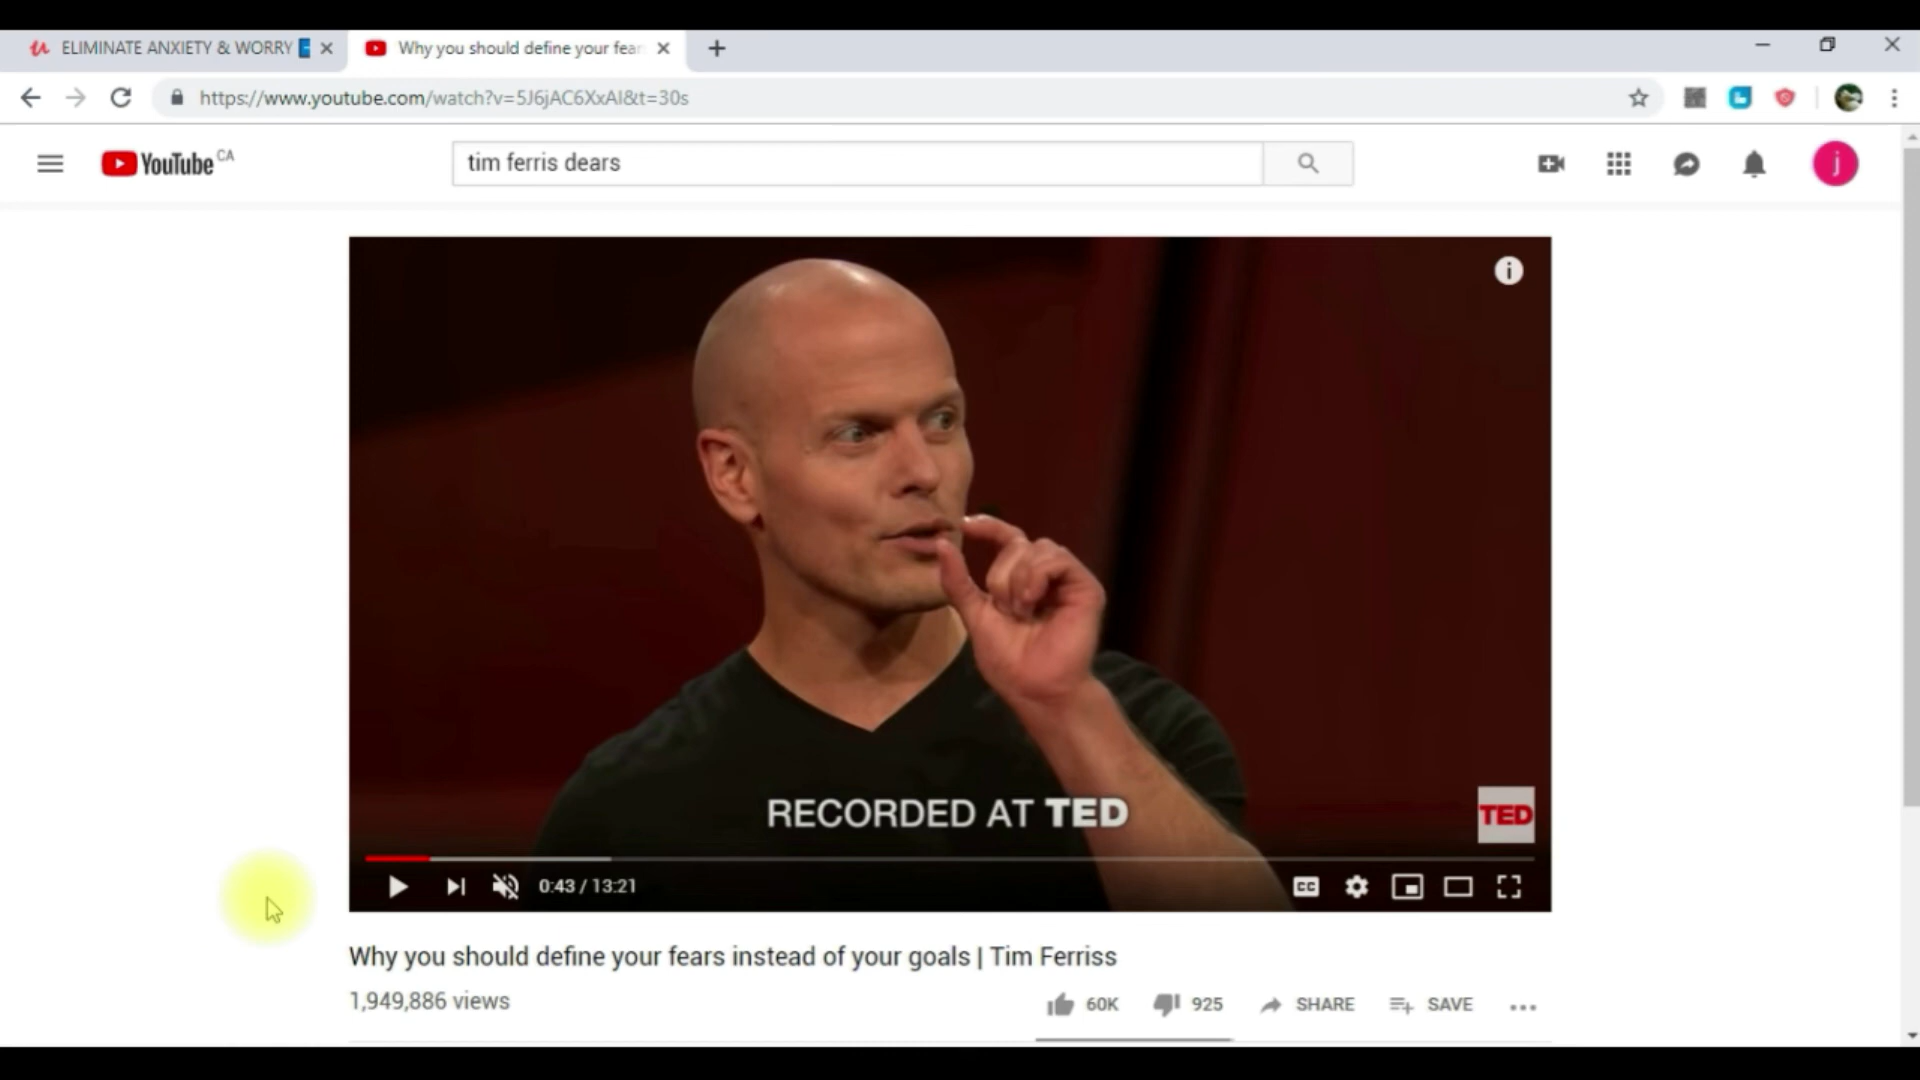 ELIMINATE ANXIETY & WORRY
Why you should define your fear
https://www.youtube.com/watch?v=5J6jAC6XxAI&t=30s
YouTube CA
tim ferris dears
j
RECORDED AT TED
TED
0:43 / 13:21
CC
Why you should define your fears instead of your goals | Tim Ferriss
1,949,886 views
60K
925
SHARE
SAVE